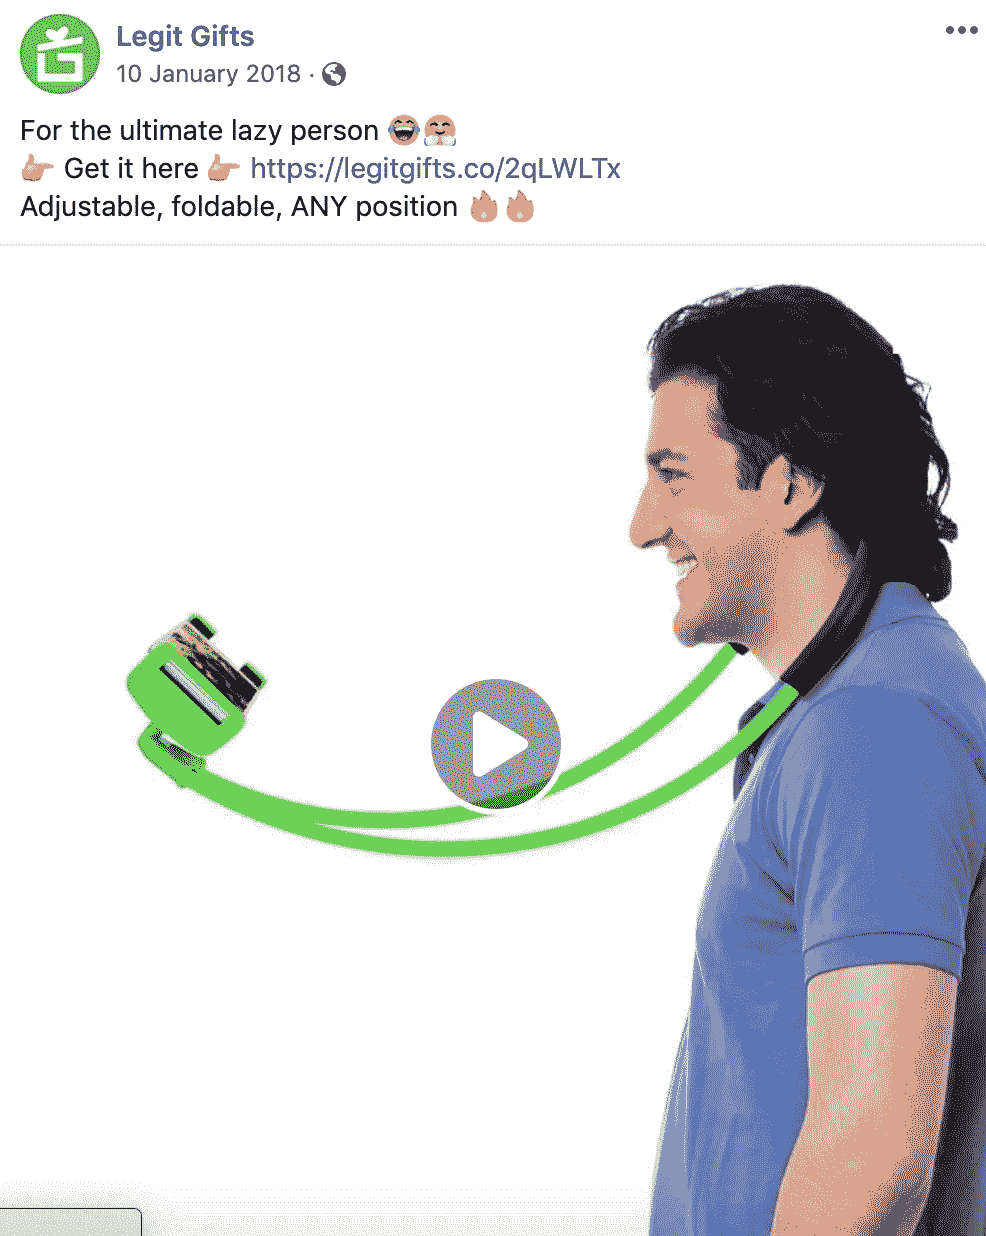 Legit Gifts
10 January 2018 ·
For the ultimate lazy person 😂🤗
👉 Get it here 👉 https://legitgifts.co/2qLWLTx
Adjustable, foldable, ANY position 🔥🔥